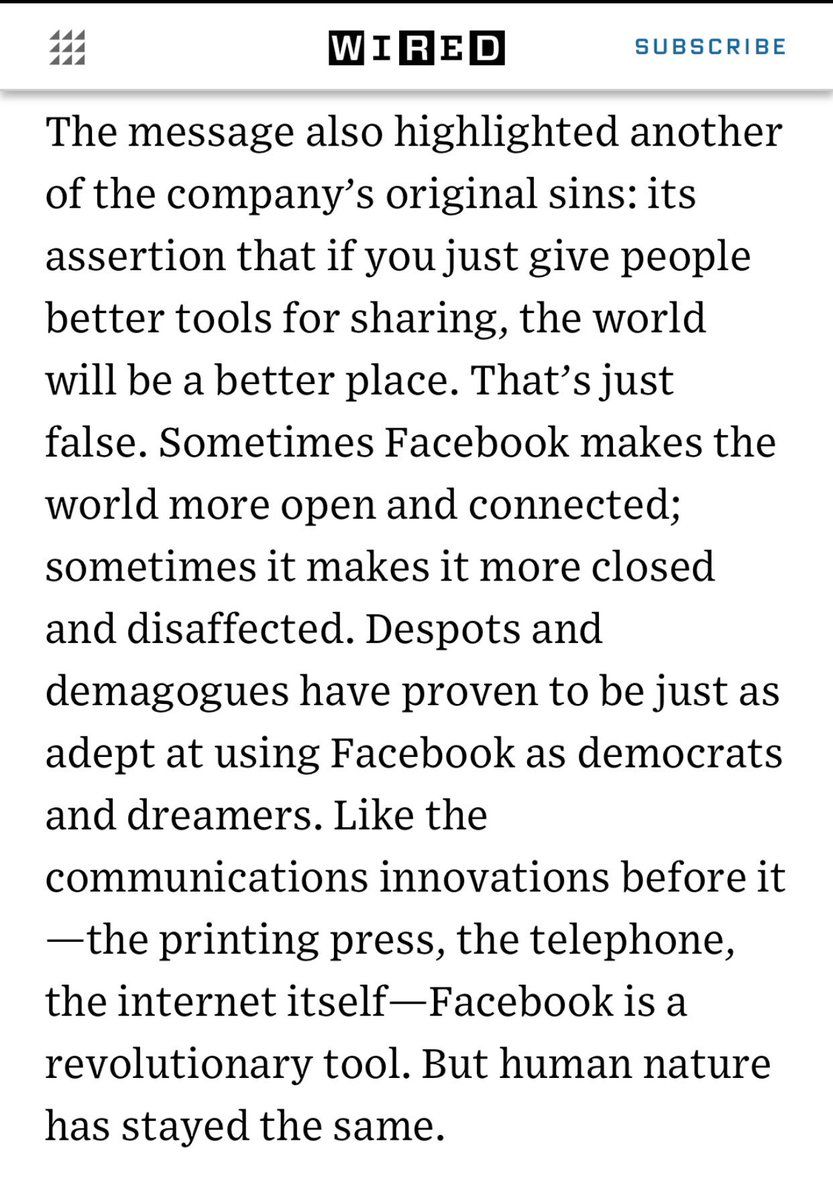 WIRED
SUBSCRIBE
The message also highlighted another
of the company’s original sins: its
assertion that if you just give people
better tools for sharing, the world
will be a better place. That’s just
false. Sometimes Facebook makes the
world more open and connected;
sometimes it makes it more closed
and disaffected. Despots and
demagogues have proven to be just as
adept at using Facebook as democrats
and dreamers. Like the
communications innovations before it
—the printing press, the telephone,
the internet itself—Facebook is a
revolutionary tool. But human nature
has stayed the same.